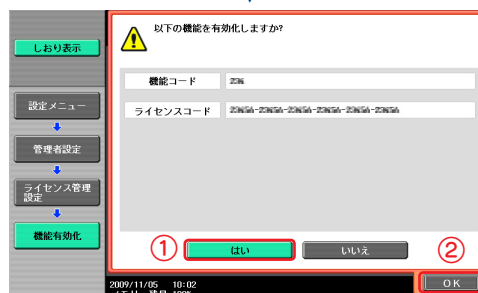 しおり表示
以下の機能を有効化しますか?
機能コード
ライセンスコード
設定メニュー
管理者設定
ライセンス管理
設定
機能有効化
① はい いいえ ②
2009/11/05 10:02
OK